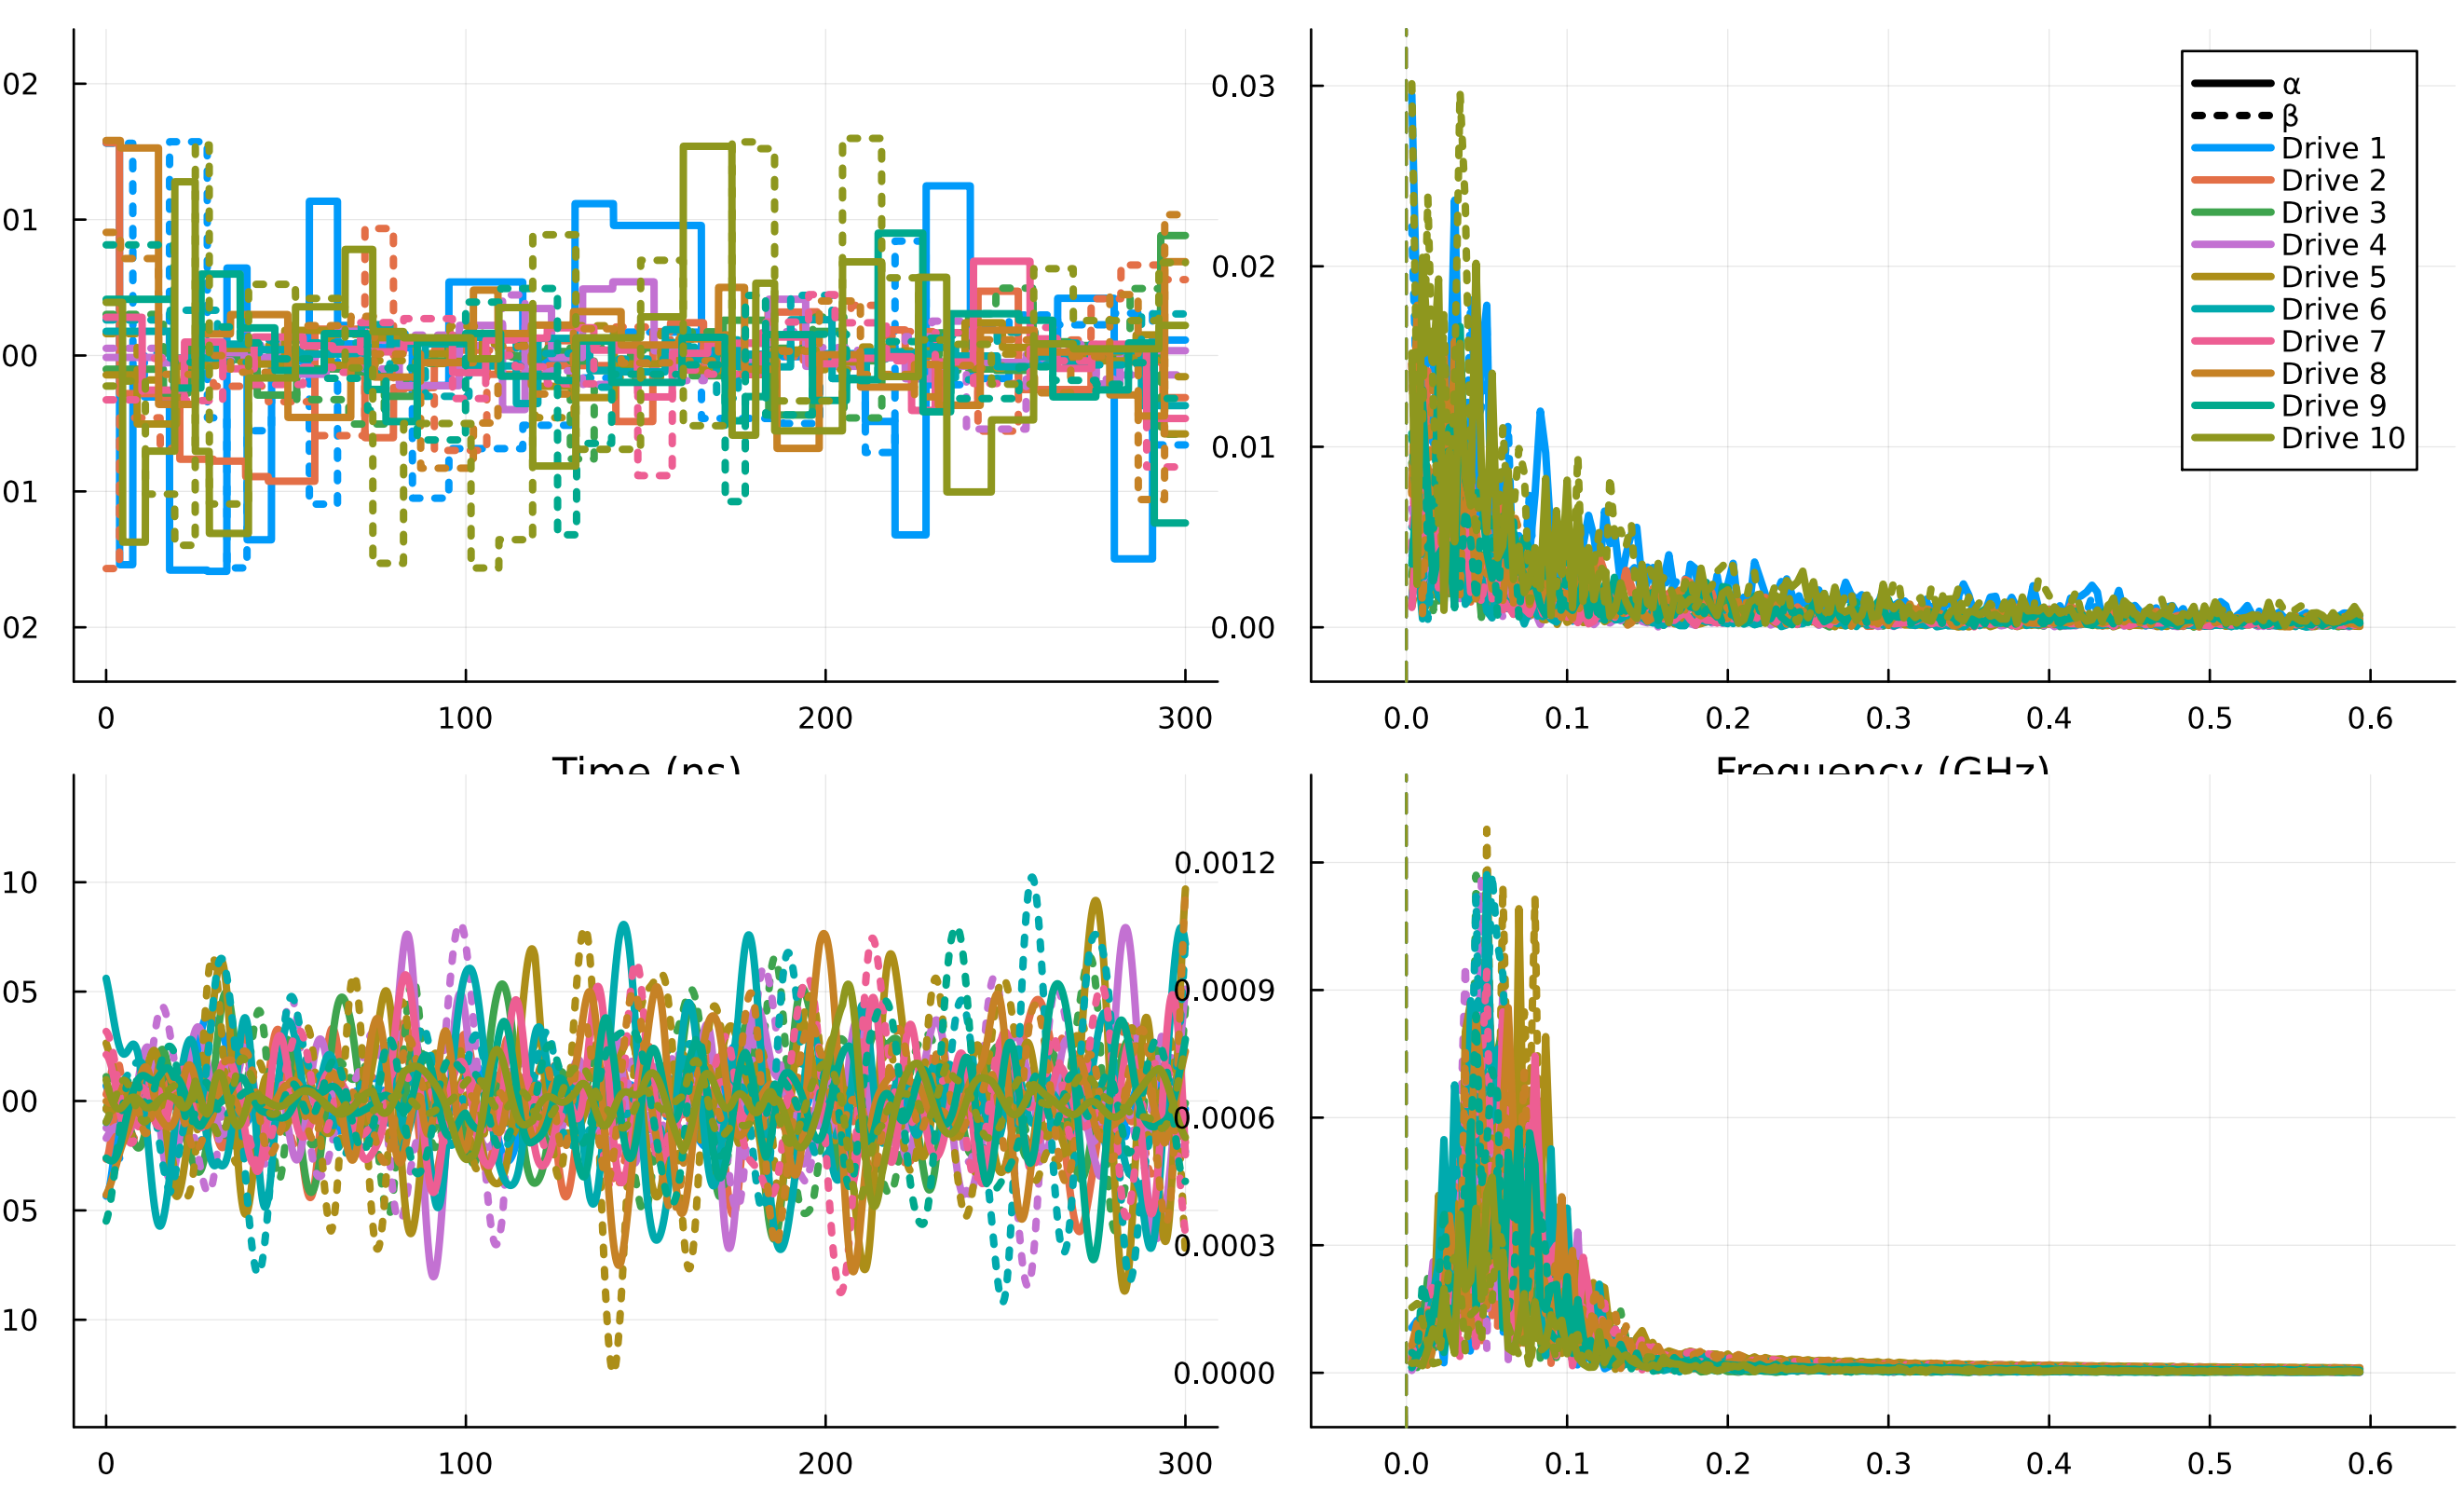 02
01
00
01
02
0
100
200
300
Time (ns)
0.03
0.02
0.01
0.00
0.0
0.1
0.2
0.3
0.4
0.5
0.6
Frequency (GHz)
α
β
Drive 1
Drive 2
Drive 3
Drive 4
Drive 5
Drive 6
Drive 7
Drive 8
Drive 9
Drive 10
10
05
00
05
10
0
100
200
300
0.0012
0.0009
0.0006
0.0003
0.0000
0.0
0.1
0.2
0.3
0.4
0.5
0.6